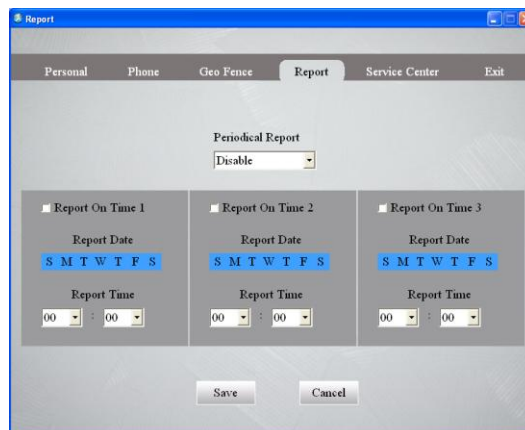 Report
Personal Phone Geo Fence Report Service Center Exit
Periodical Report
Disable
Report On Time 1 Report On Time 2 Report On Time 3
Report Date Report Date Report Date
S M T W T F S S M T W T F S S M T W T F S
Report Time Report Time Report Time
00 : 00 00 : 00 00 : 00
Save Cancel